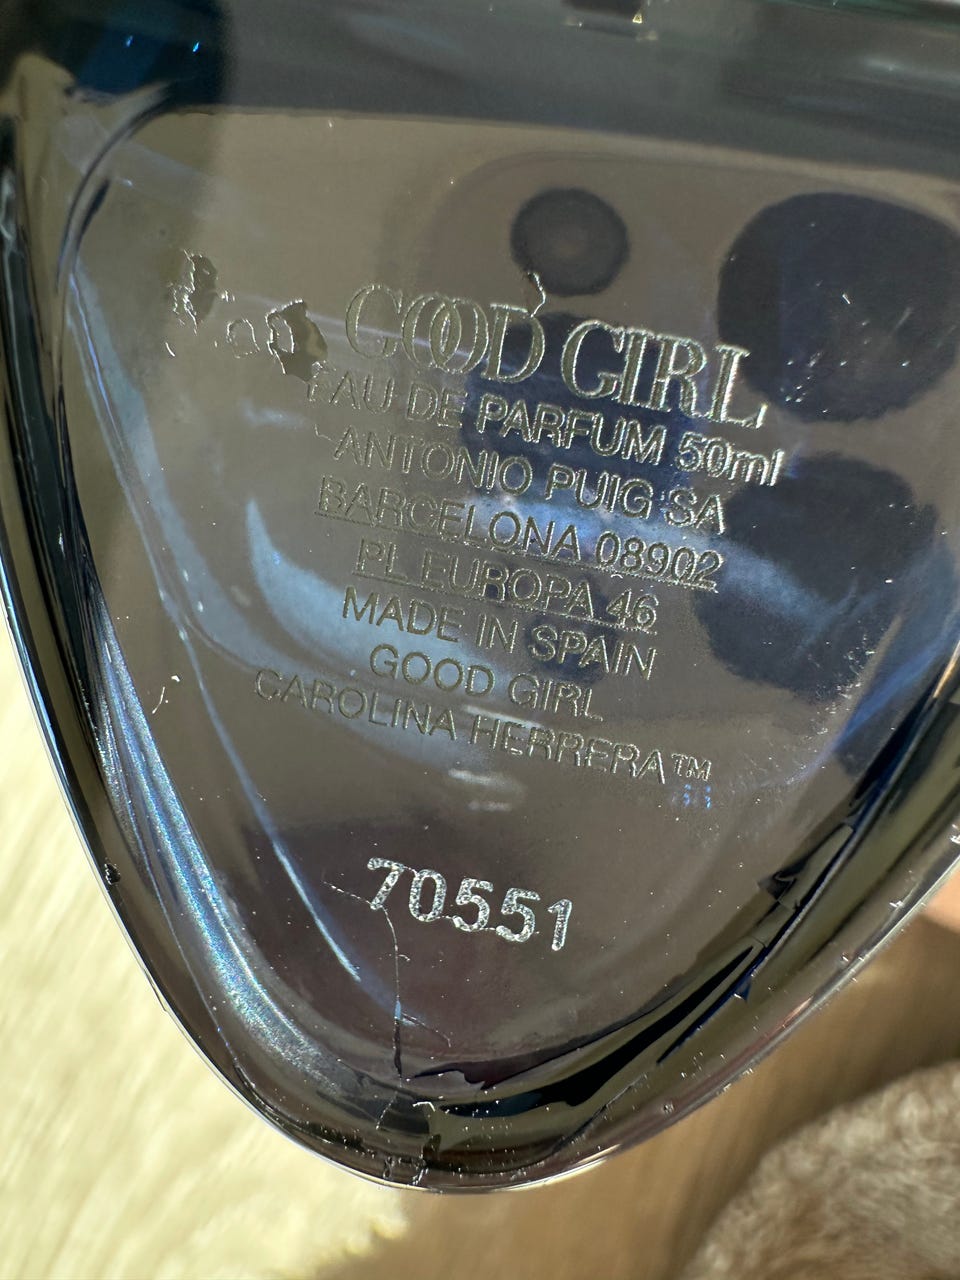 GOOD GIRL
EAU DE PARFUM 50ml
ANTONIO PUIG SA
BARCELONA 08902
PL EUROPA 46
MADE IN SPAIN
GOOD GIRL
CAROLINA HERRERA™
70551